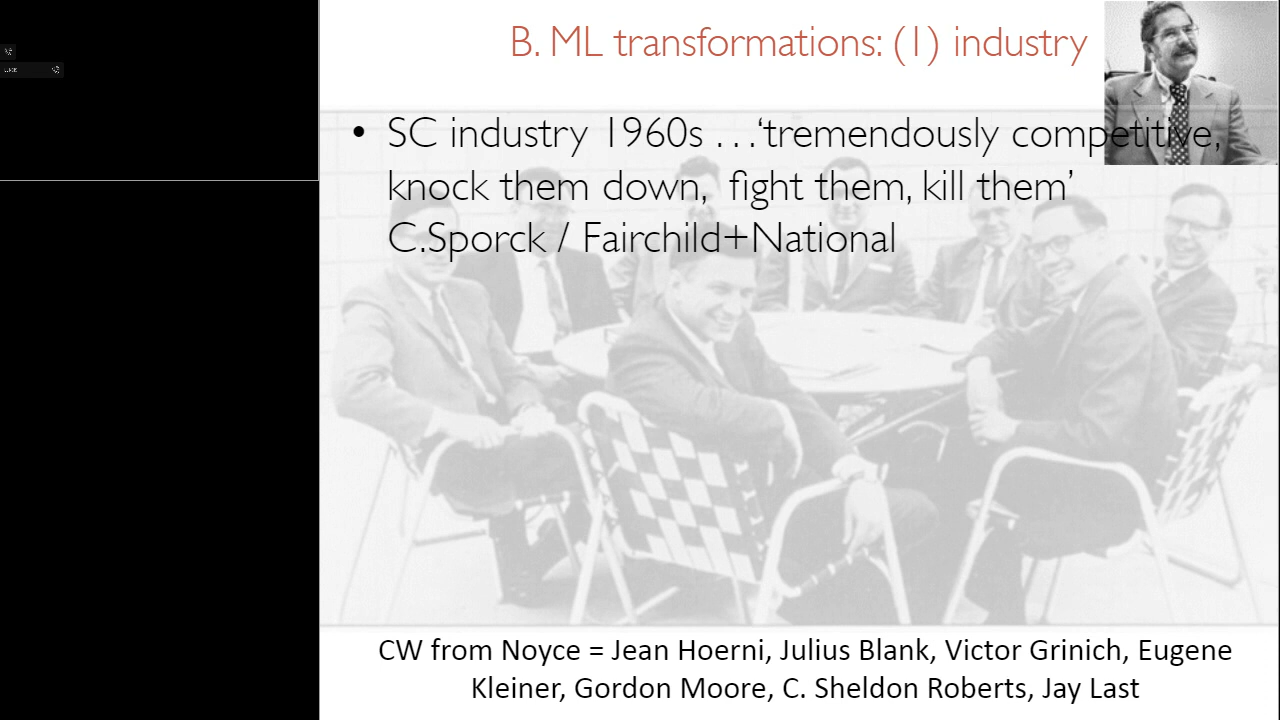 B. ML transformations: (1) industry
• SC industry 1960s …‘tremendously competitive,
knock them down, fight them, kill them’
C.Sporck / Fairchild+National
CW from Noyce = Jean Hoerni, Julius Blank, Victor Grinich, Eugene
Kleiner, Gordon Moore, C. Sheldon Roberts, Jay Last